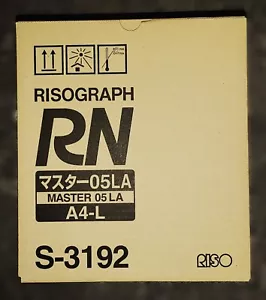 RISOGRAPH
RN
マスター05LA
MASTER 05LA
A4-L
S-3192
RISO